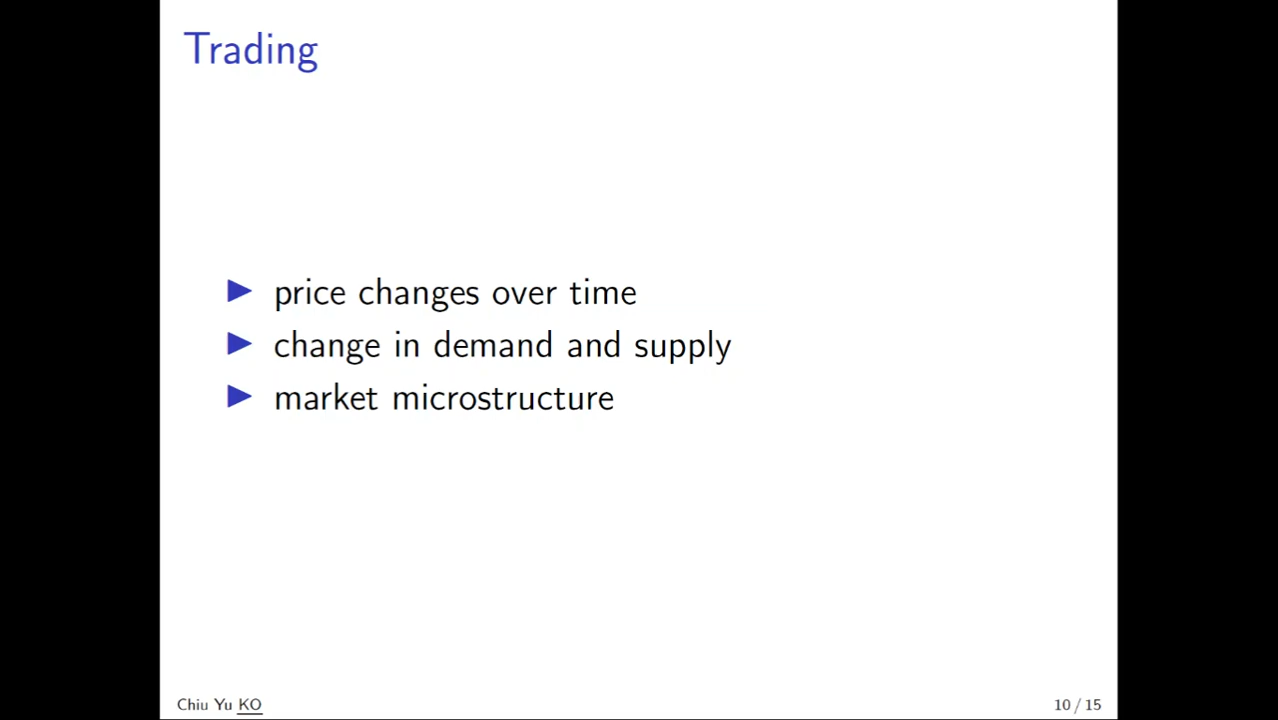 Trading
▶ price changes over time
▶ change in demand and supply
▶ market microstructure
Chiu Yu KO
10 / 15